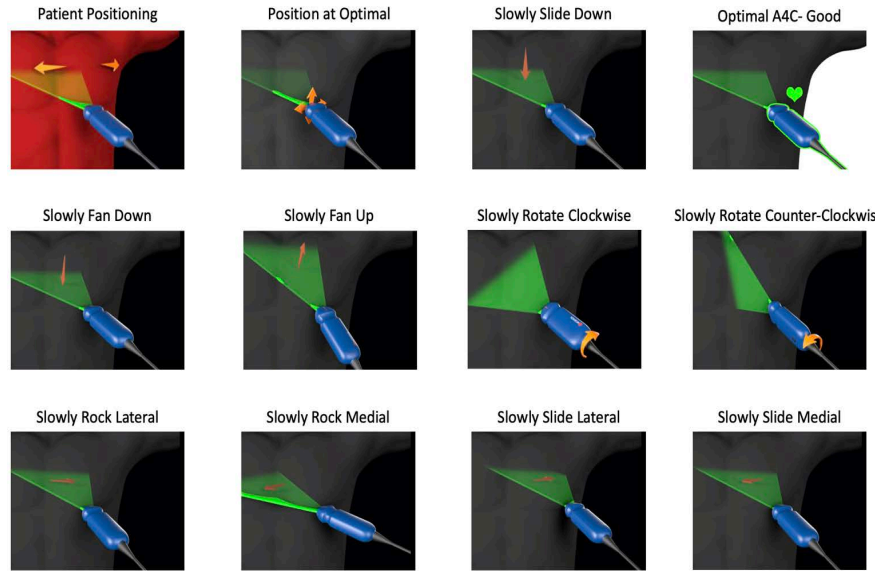 Patient Positioning
Position at Optimal
Slowly Slide Down
Optimal A4C- Good
Slowly Fan Down
Slowly Fan Up
Slowly Rotate Clockwise
Slowly Rotate Counter-Clockwis
Slowly Rock Lateral
Slowly Rock Medial
Slowly Slide Lateral
Slowly Slide Medial